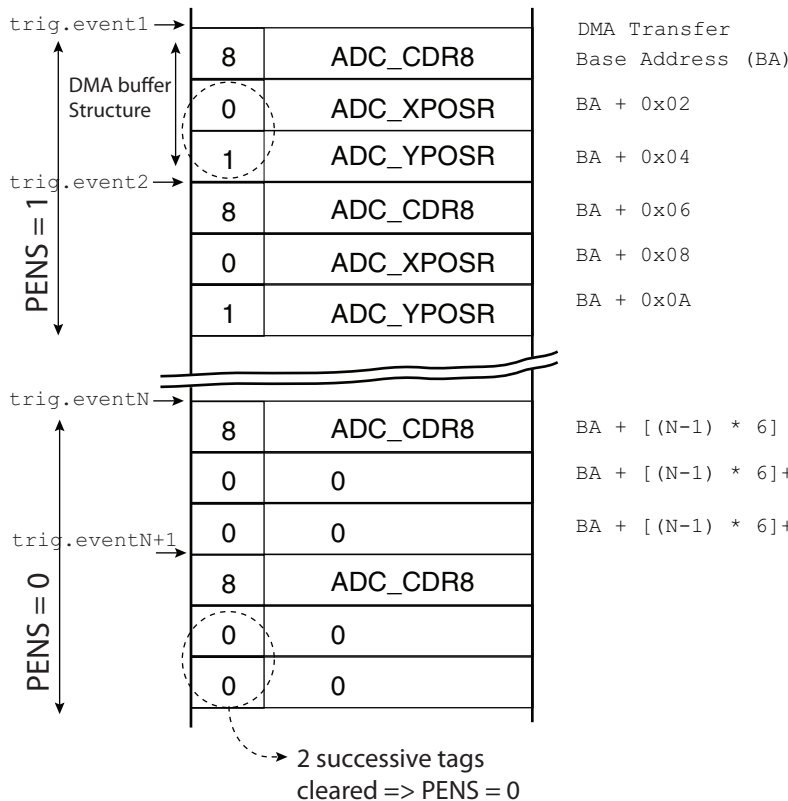 trig.event1
DMA Transfer
8 ADC_CDR8 Base Address (BA)
DMA buffer
Structure
0 ADC_XPOSR BA + 0x02
1 ADC_YPOSR BA + 0x04
trig.event2
8 ADC_CDR8 BA + 0x06
PENS = 1
0 ADC_XPOSR BA + 0x08
1 ADC_YPOSR BA + 0x0A
trig.eventN
8 ADC_CDR8 BA + [(N-1) * 6]
0 0 BA + [(N-1) * 6]+
0 0 BA + [(N-1) * 6]+
trig.eventN+1
8 ADC_CDR8
PENS = 0
0 0
0 0
2 successive tags
cleared => PENS = 0